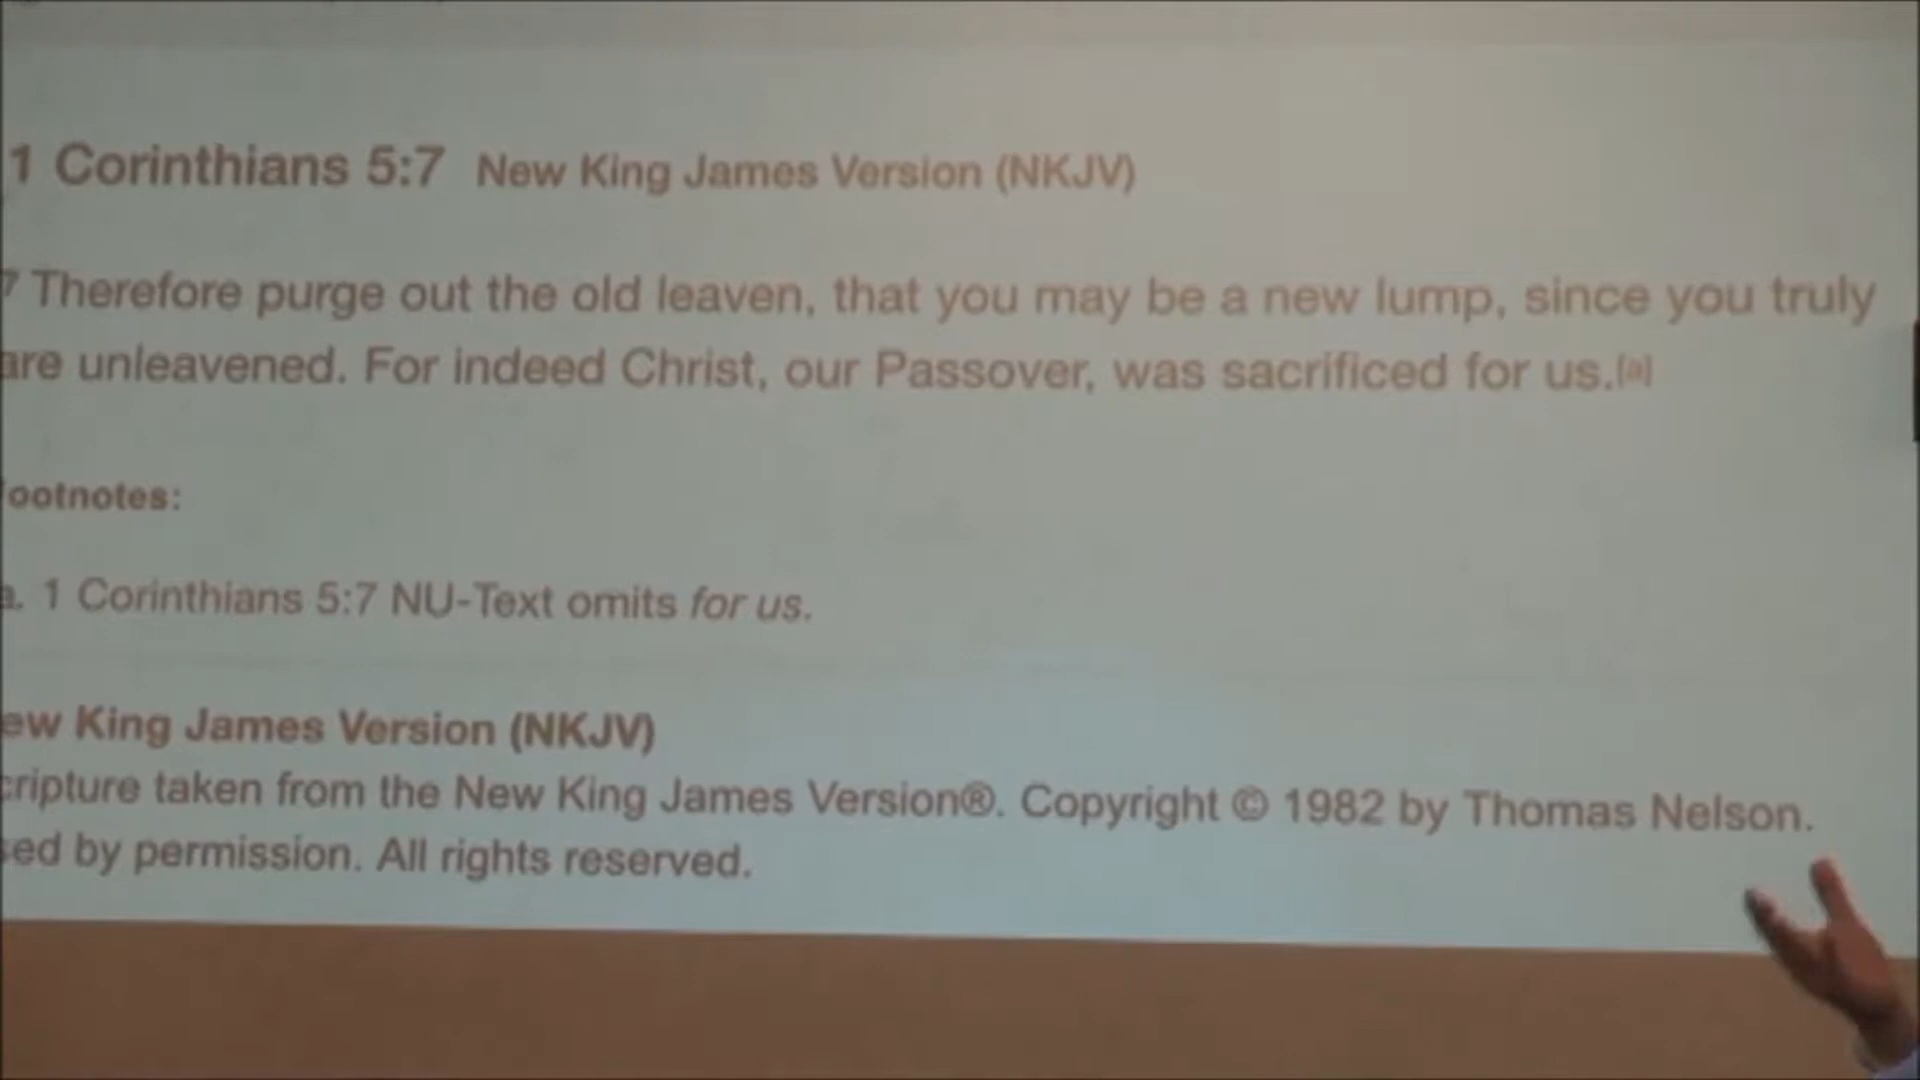 1 Corinthians 5:7 New King James Version (NKJV)
7 Therefore purge out the old leaven, that you may be a new lump, since you truly
are unleavened. For indeed Christ, our Passover, was sacrificed for us.[a]
ootnotes:
a. 1 Corinthians 5:7 NU-Text omits for us.
ew King James Version (NKJV)
cripture taken from the New King James Version®. Copyright © 1982 by Thomas Nelson.
sed by permission. All rights reserved.